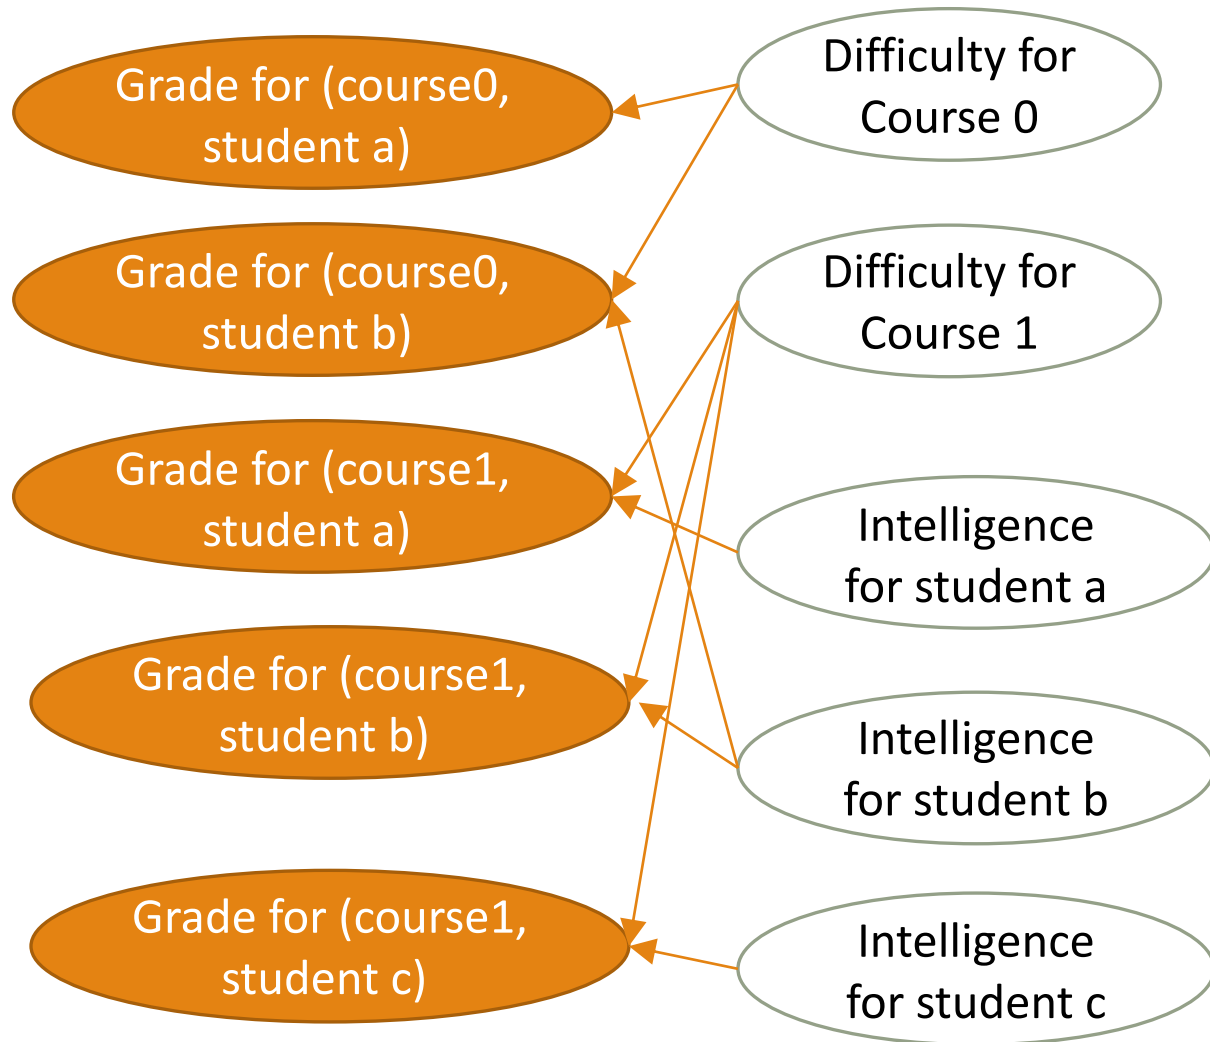 Grade for (course0,
student a)
Difficulty for
Course 0
Grade for (course0,
student b)
Difficulty for
Course 1
Grade for (course1,
student a)
Intelligence
for student a
Grade for (course1,
student b)
Intelligence
for student b
Grade for (course1,
student c)
Intelligence
for student c